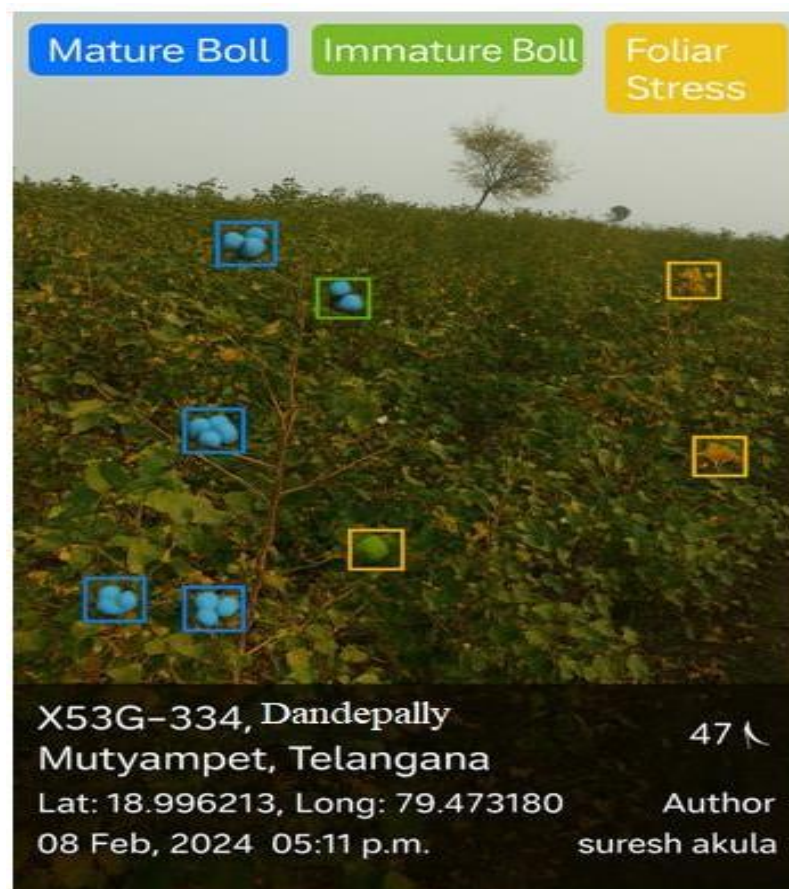 Mature Boll
Immature Boll
Foliar
Stress
X53G-334, Dandepally
Mutyampet, Telangana
47
Lat: 18.996213, Long: 79.473180
Author
08 Feb, 2024 05:11 p.m.
suresh akula